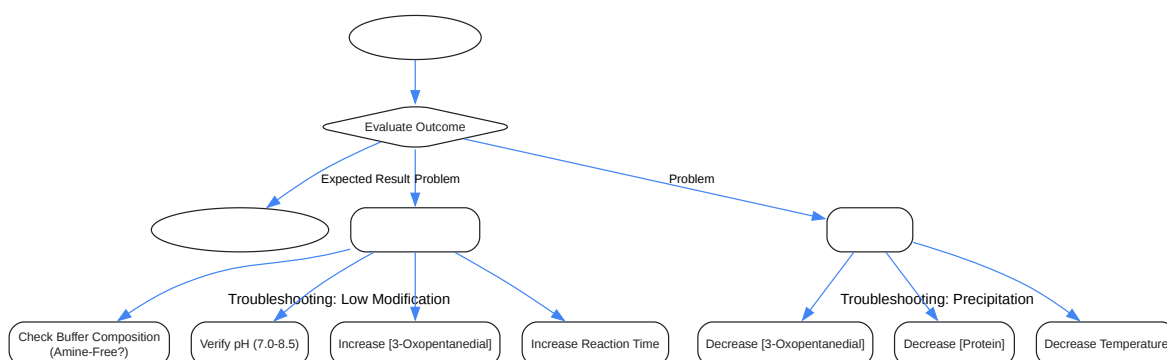 Evaluate Outcome
Expected Result
Problem
Problem
Troubleshooting: Low Modification
Troubleshooting: Precipitation
Check Buffer Composition
(Amine-Free?)
Verify pH (7.0-8.5)
Increase [3-Oxopentanedial]
Increase Reaction Time
Decrease [3-Oxopentanedial]
Decrease [Protein]
Decrease Temperature